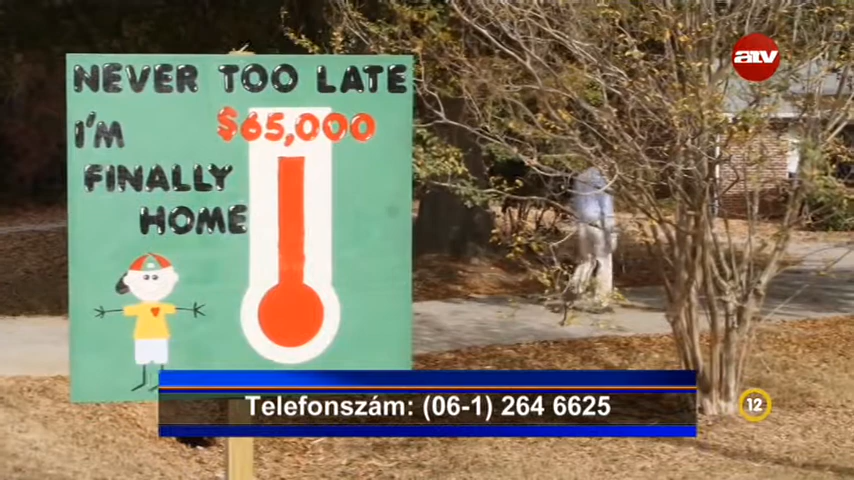 NEVER TOO LATE
I'M
$65,000
FINALLY
HOME
atv
Telefonszám: (06-1) 264 6625
12